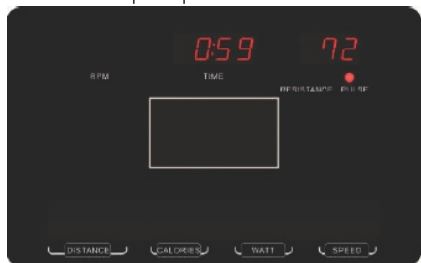 0:59 72
RPM TIME
RESISTANCE PULSE
DISTANCE CALORIES WATT SPEED